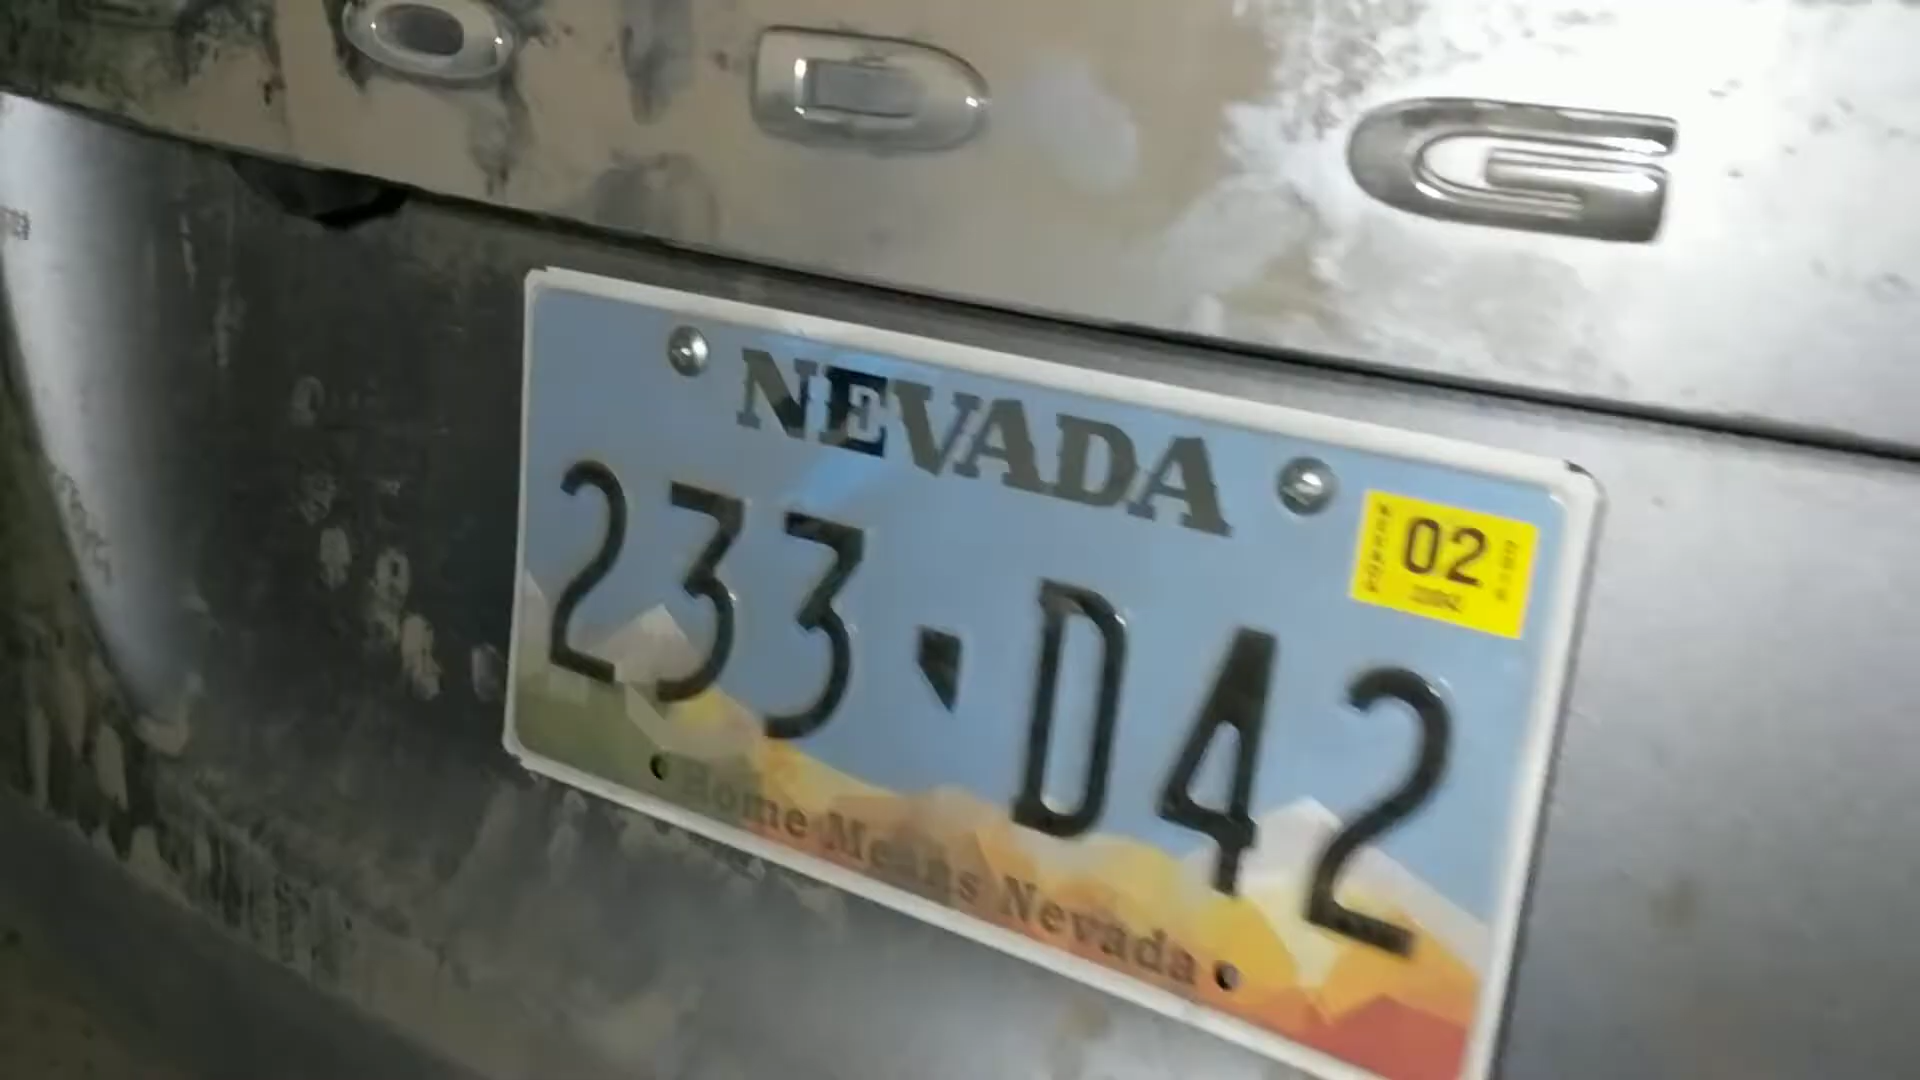 O D G
NEVADA
02
233·D42
Home Means Nevada